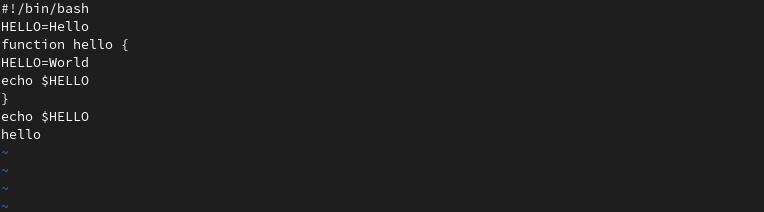 #!/bin/bash
HELLO=Hello
function hello {
HELLO=World
echo $HELLO
}
echo $HELLO
hello
~
~
~
~